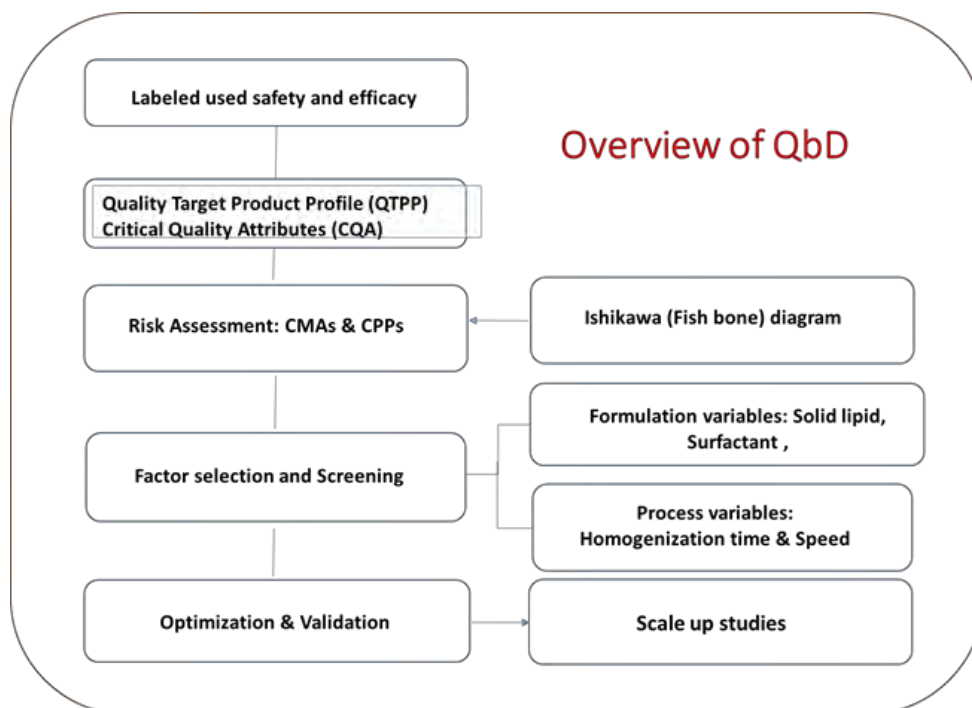 Labeled used safety and efficacy
Overview of QbD
Quality Target Product Profile (QTPP)
Critical Quality Attributes (CQA)
Risk Assessment: CMAs & CPPs
Ishikawa (Fish bone) diagram
Formulation variables: Solid lipid,
Surfactant ,
Factor selection and Screening
Process variables:
Homogenization time & Speed
Optimization & Validation
Scale up studies